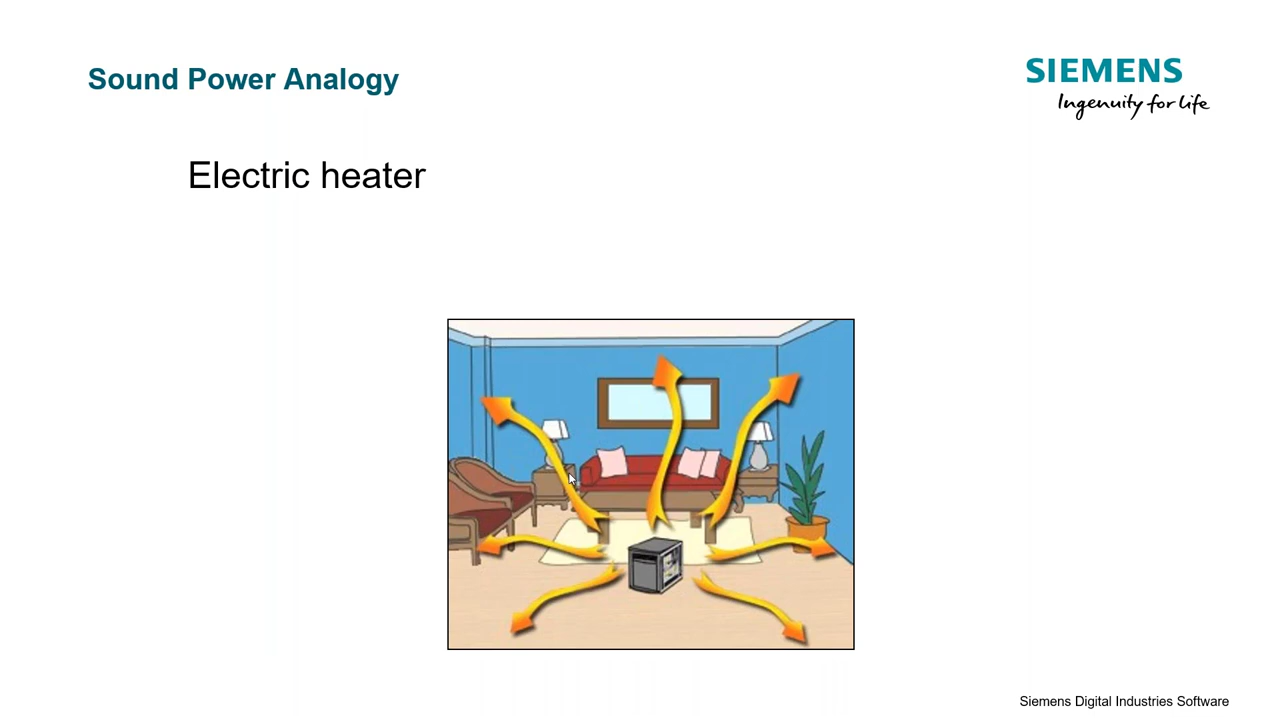 Sound Power Analogy
SIEMENS
Ingenuity for life
Electric heater
Siemens Digital Industries Software